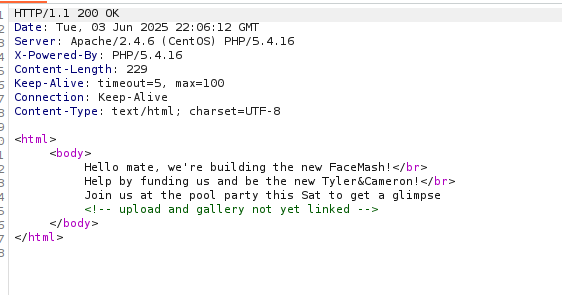 1 HTTP/1.1 200 OK
2 Date: Tue, 03 Jun 2025 22:06:12 GMT
3 Server: Apache/2.4.6 (CentOS) PHP/5.4.16
4 X-Powered-By: PHP/5.4.16
5 Content-Length: 229
6 Keep-Alive: timeout=5, max=100
7 Connection: Keep-Alive
8 Content-Type: text/html; charset=UTF-8
9
0 <html>
1 <body>
2 Hello mate, we're building the new FaceMash!</br>
3 Help by funding us and be the new Tyler&Cameron!</br>
4 Join us at the pool party this Sat to get a glimpse
5 <!-- upload and gallery not yet linked -->
6 </body>
7 </html>
8